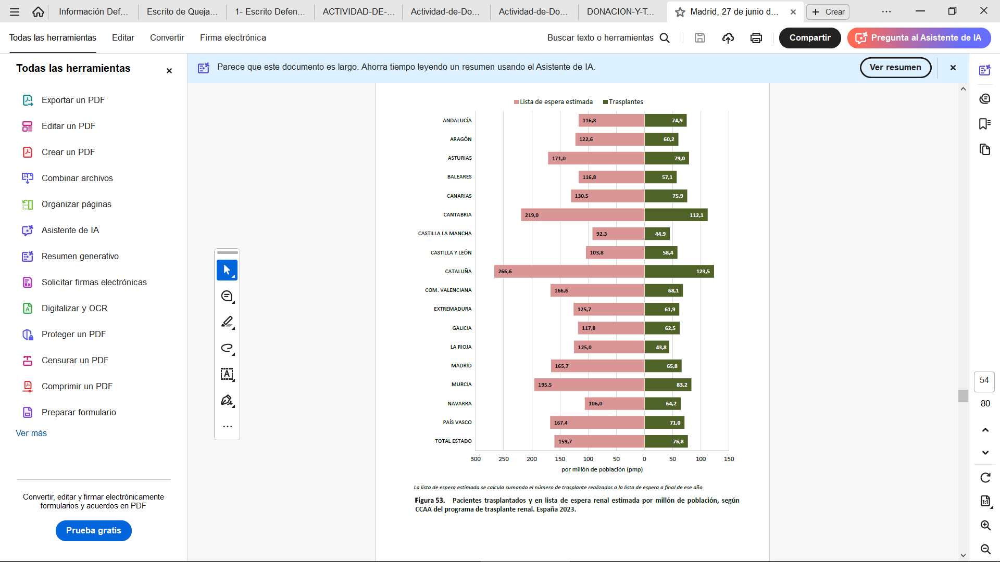 Información Def...
Escrito de Queja...
1- Escrito Defen...
ACTIVIDAD-DE-...
Actividad-de-Do...
Actividad-de-Do...
DONACION-Y-T...
Madrid, 27 de junio d...
Crear
Todas las herramientas
Editar
Convertir
Firma electrónica
Buscar texto o herramientas
Compartir
Pregunta al Asistente de IA
Todas las herramientas
Parece que este documento es largo. Ahorra tiempo leyendo un resumen usando el Asistente de IA.
Ver resumen
Exportar un PDF
Editar un PDF
Crear un PDF
Combinar archivos
Organizar páginas
Asistente de IA
Resumen generativo
Solicitar firmas electrónicas
Digitalizar y OCR
Proteger un PDF
Censurar un PDF
Comprimir un PDF
Preparar formulario
Ver más
Convertir, editar y firmar electrónicamente
formularios y acuerdos en PDF
Prueba gratis
Lista de espera estimada Trasplantes
ANDALUCÍA 116,8 74,9
ARAGÓN 122,6 60,2
ASTURIAS 171,0 79,0
BALEARES 116,8 57,1
CANARIAS 130,5 75,9
CANTABRIA 219,0 112,1
CASTILLA LA MANCHA 92,3 44,9
CASTILLA Y LEÓN 103,8 58,4
CATALUÑA 266,6 123,5
COM. VALENCIANA 166,6 68,1
EXTREMADURA 125,7 61,9
GALICIA 117,8 62,5
LA RIOJA 125,0 43,8
MADRID 165,7 65,8
MURCIA 195,5 83,2
NAVARRA 106,0 64,2
PAÍS VASCO 167,4 71,0
TOTAL ESTADO 159,7 76,8
300 250 200 150 100 50 0 50 100 150
por millón de población (pmp)
La lista de espera estimada se calcula sumando el número de trasplante realizados a la lista de espera a final de ese año
Figura 53. Pacientes trasplantados y en lista de espera renal estimada por millón de población, según
CCAA del programa de trasplante renal. España 2023.
54
80
1:1